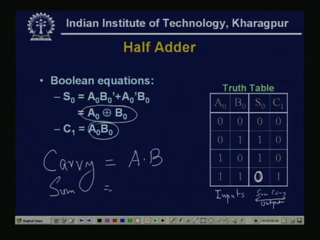 Indian Institute of Technology, Kharagpur
Half Adder
• Boolean equations:
– S₀ = A₀B₀'+A₀'B₀
= A₀ ⊕ B₀
– C₁ = A₀B₀
Truth Table
A₀ B₀ S₀ C₁
0 0 0 0
0 1 1 0
1 0 1 0
1 1 0 1
Inputs Sum Carry
Output
Carry = A·B
Sum =